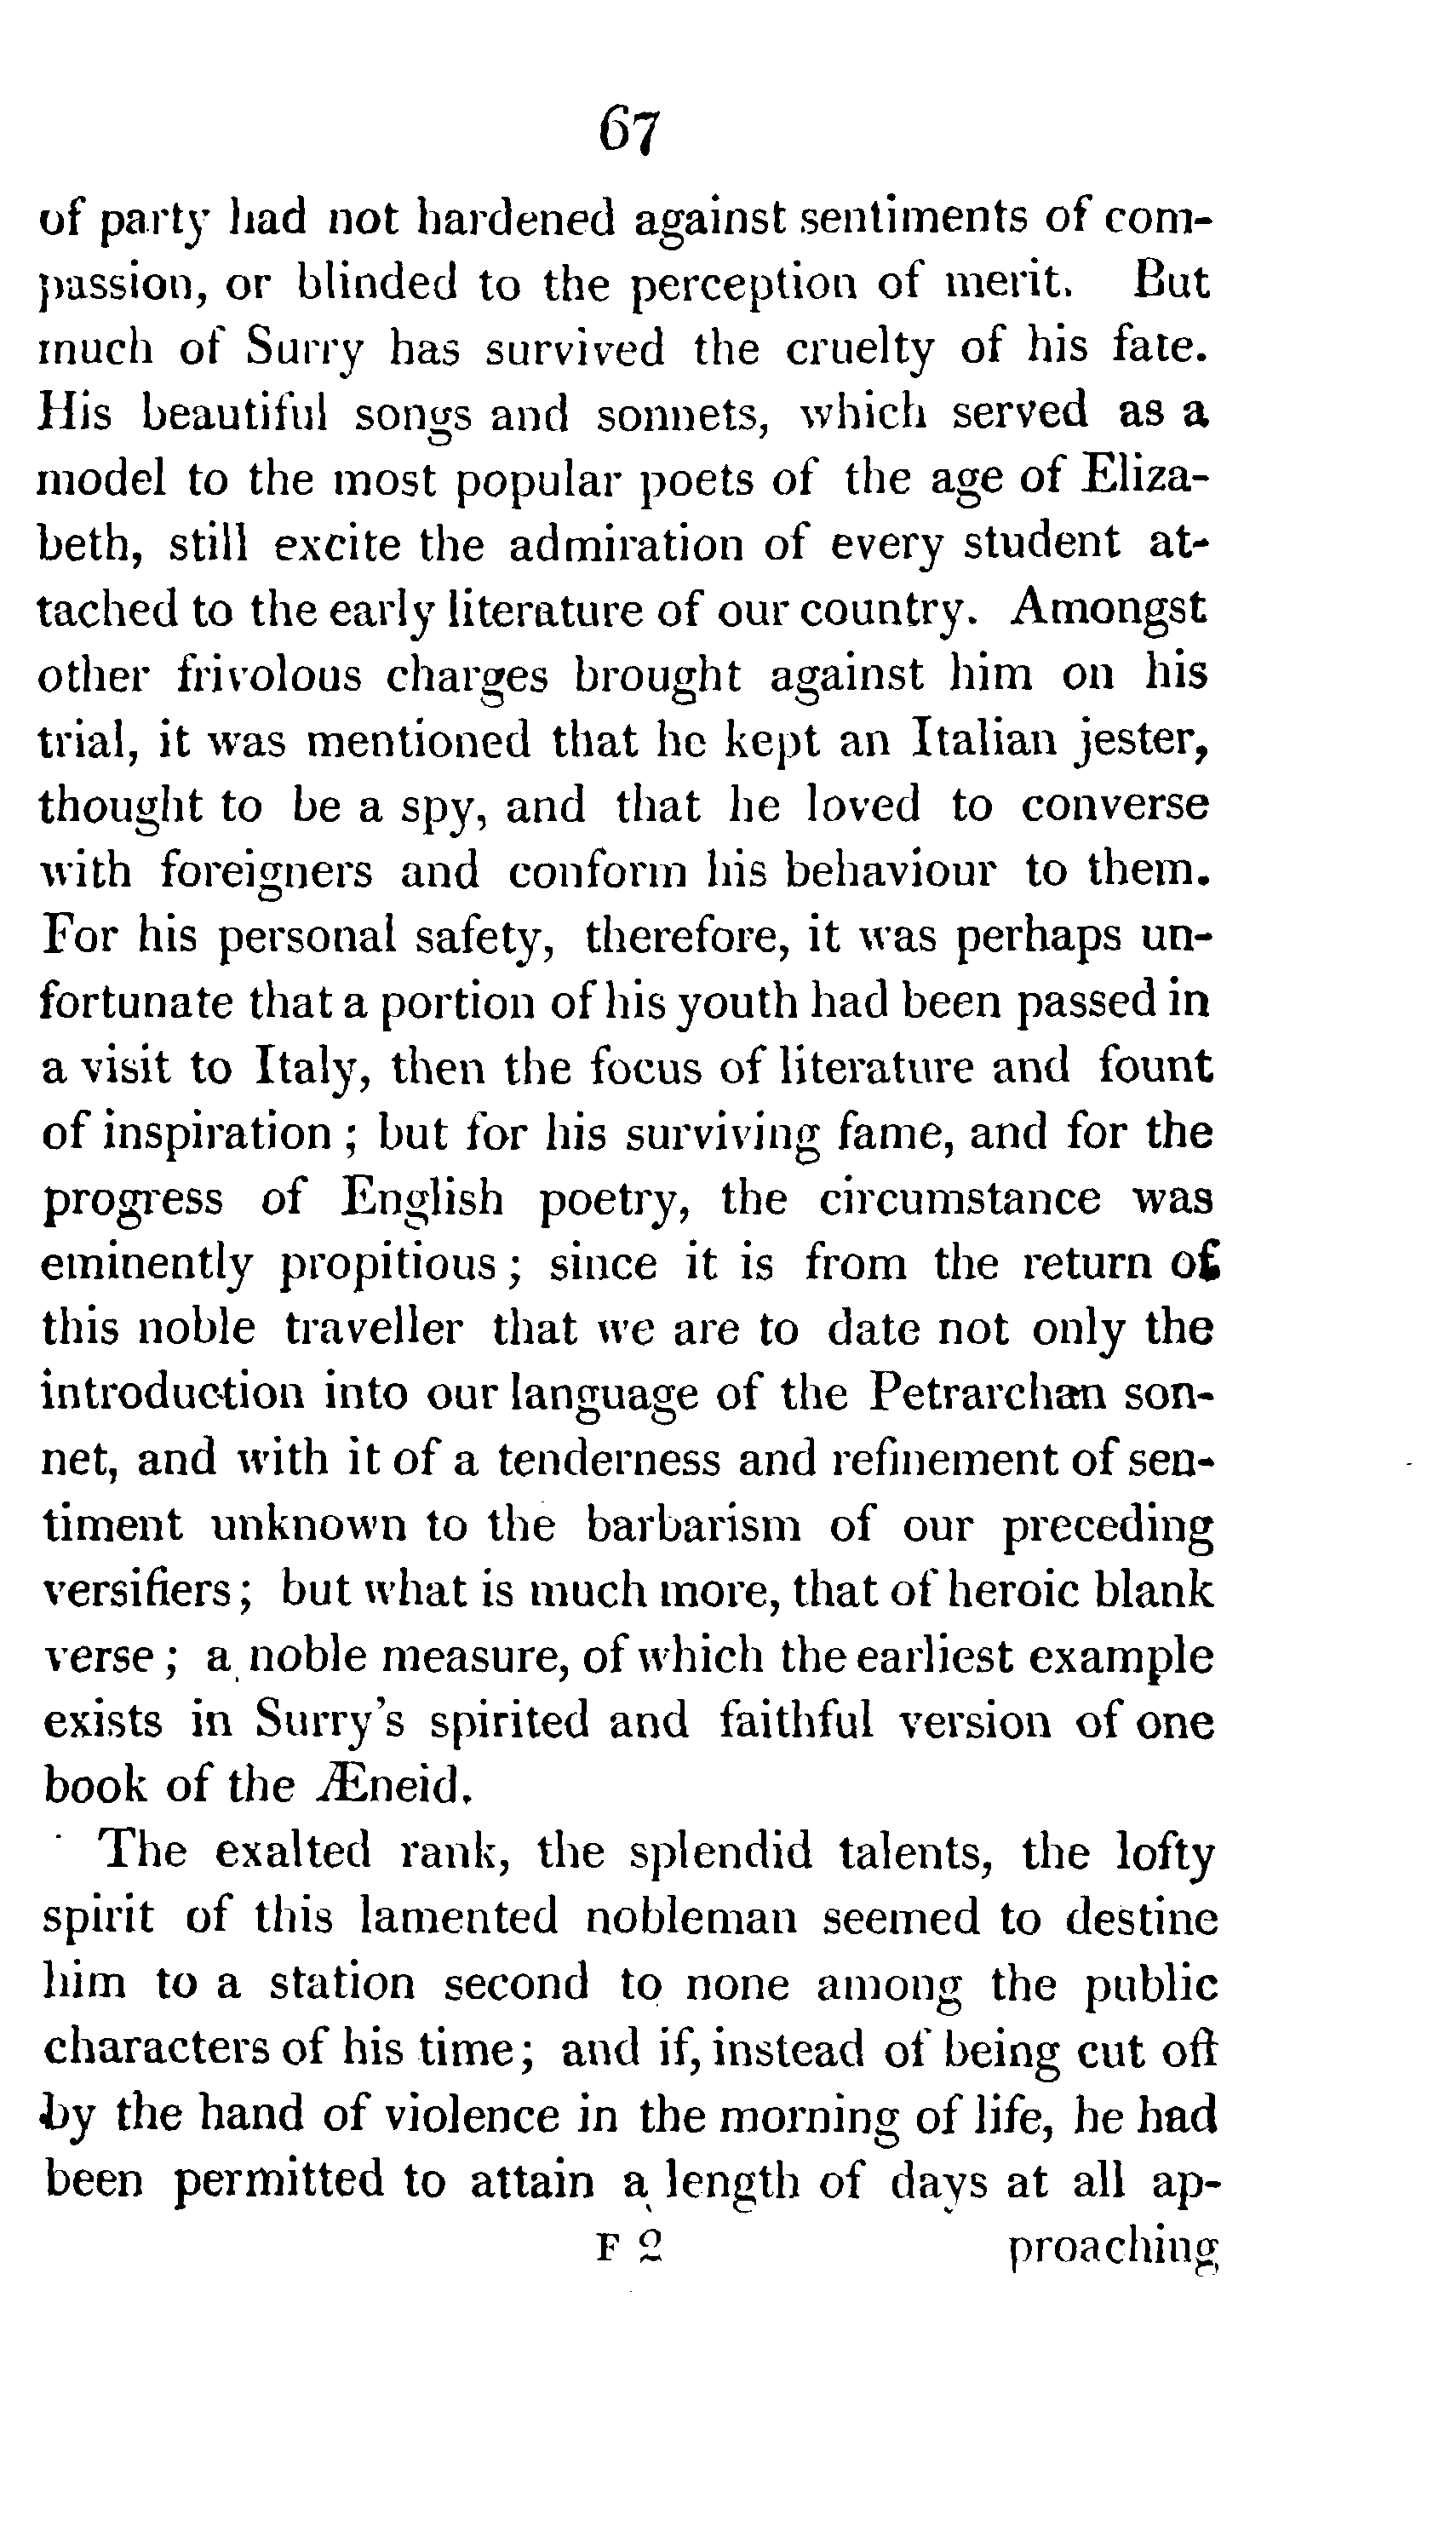 67
of party had not hardened against sentiments of com-
passion, or blinded to the perception of merit. But
much of Surry has survived the cruelty of his fate.
His beautiful songs and sonnets, which served as a
model to the most popular poets of the age of Eliza-
beth, still excite the admiration of every student at-
tached to the early literature of our country. Amongst
other frivolous charges brought against him on his
trial, it was mentioned that he kept an Italian jester,
thought to be a spy, and that he loved to converse
with foreigners and conform his behaviour to them.
For his personal safety, therefore, it was perhaps un-
fortunate that a portion of his youth had been passed in
a visit to Italy, then the focus of literature and fount
of inspiration ; but for his surviving fame, and for the
progress of English poetry, the circumstance was
eminently propitious ; since it is from the return of
this noble traveller that we are to date not only the
introduction into our language of the Petrarchan son-
net, and with it of a tenderness and refinement of sen-
timent unknown to the barbarism of our preceding
versifiers ; but what is much more, that of heroic blank
verse ; a noble measure, of which the earliest example
exists in Surry's spirited and faithful version of one
book of the Æneid.
The exalted rank, the splendid talents, the lofty
spirit of this lamented nobleman seemed to destine
him to a station second to none among the public
characters of his time ; and if, instead of being cut off
by the hand of violence in the morning of life, he had
been permitted to attain a length of days at all ap-
F 2 proaching